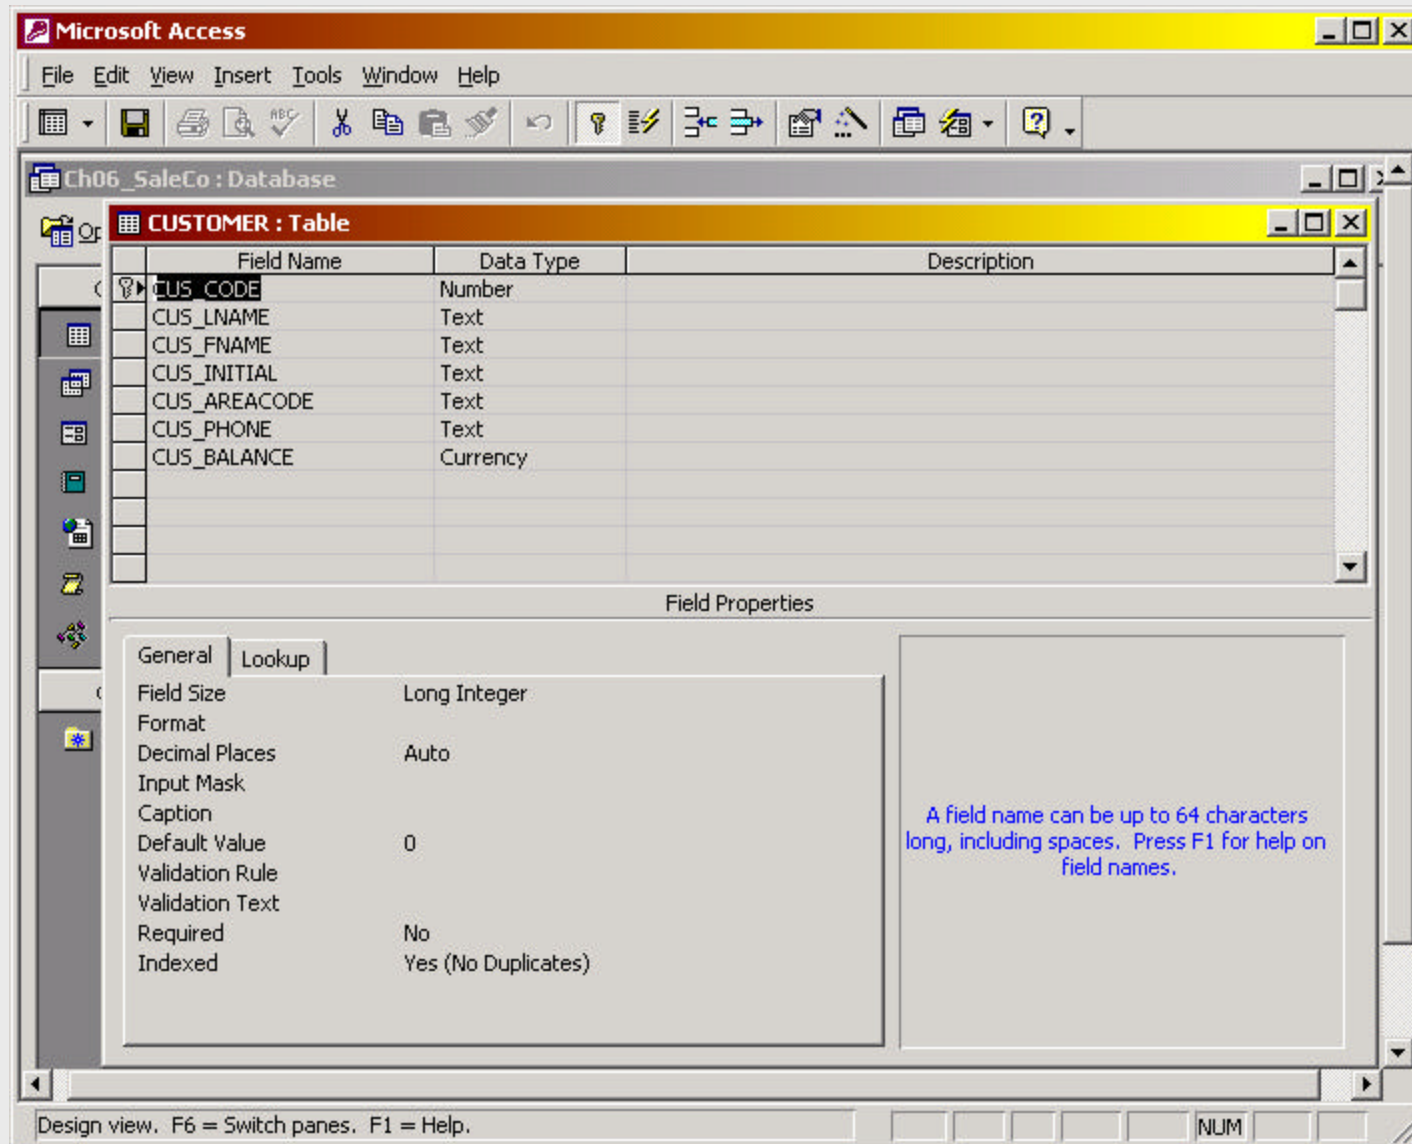 Microsoft Access
File Edit View Insert Tools Window Help
ABC
Ch06_SaleCo : Database
Op
CUSTOMER : Table
Field Name Data Type Description
CUS_CODE Number
CUS_LNAME Text
CUS_FNAME Text
CUS_INITIAL Text
CUS_AREACODE Text
CUS_PHONE Text
CUS_BALANCE Currency
Field Properties
General Lookup
Field Size Long Integer
Format
Decimal Places Auto
Input Mask
Caption
Default Value 0
Validation Rule
Validation Text
Required No
Indexed Yes (No Duplicates)
A field name can be up to 64 characters
long, including spaces. Press F1 for help on
field names.
Design view. F6 = Switch panes. F1 = Help.
NUM